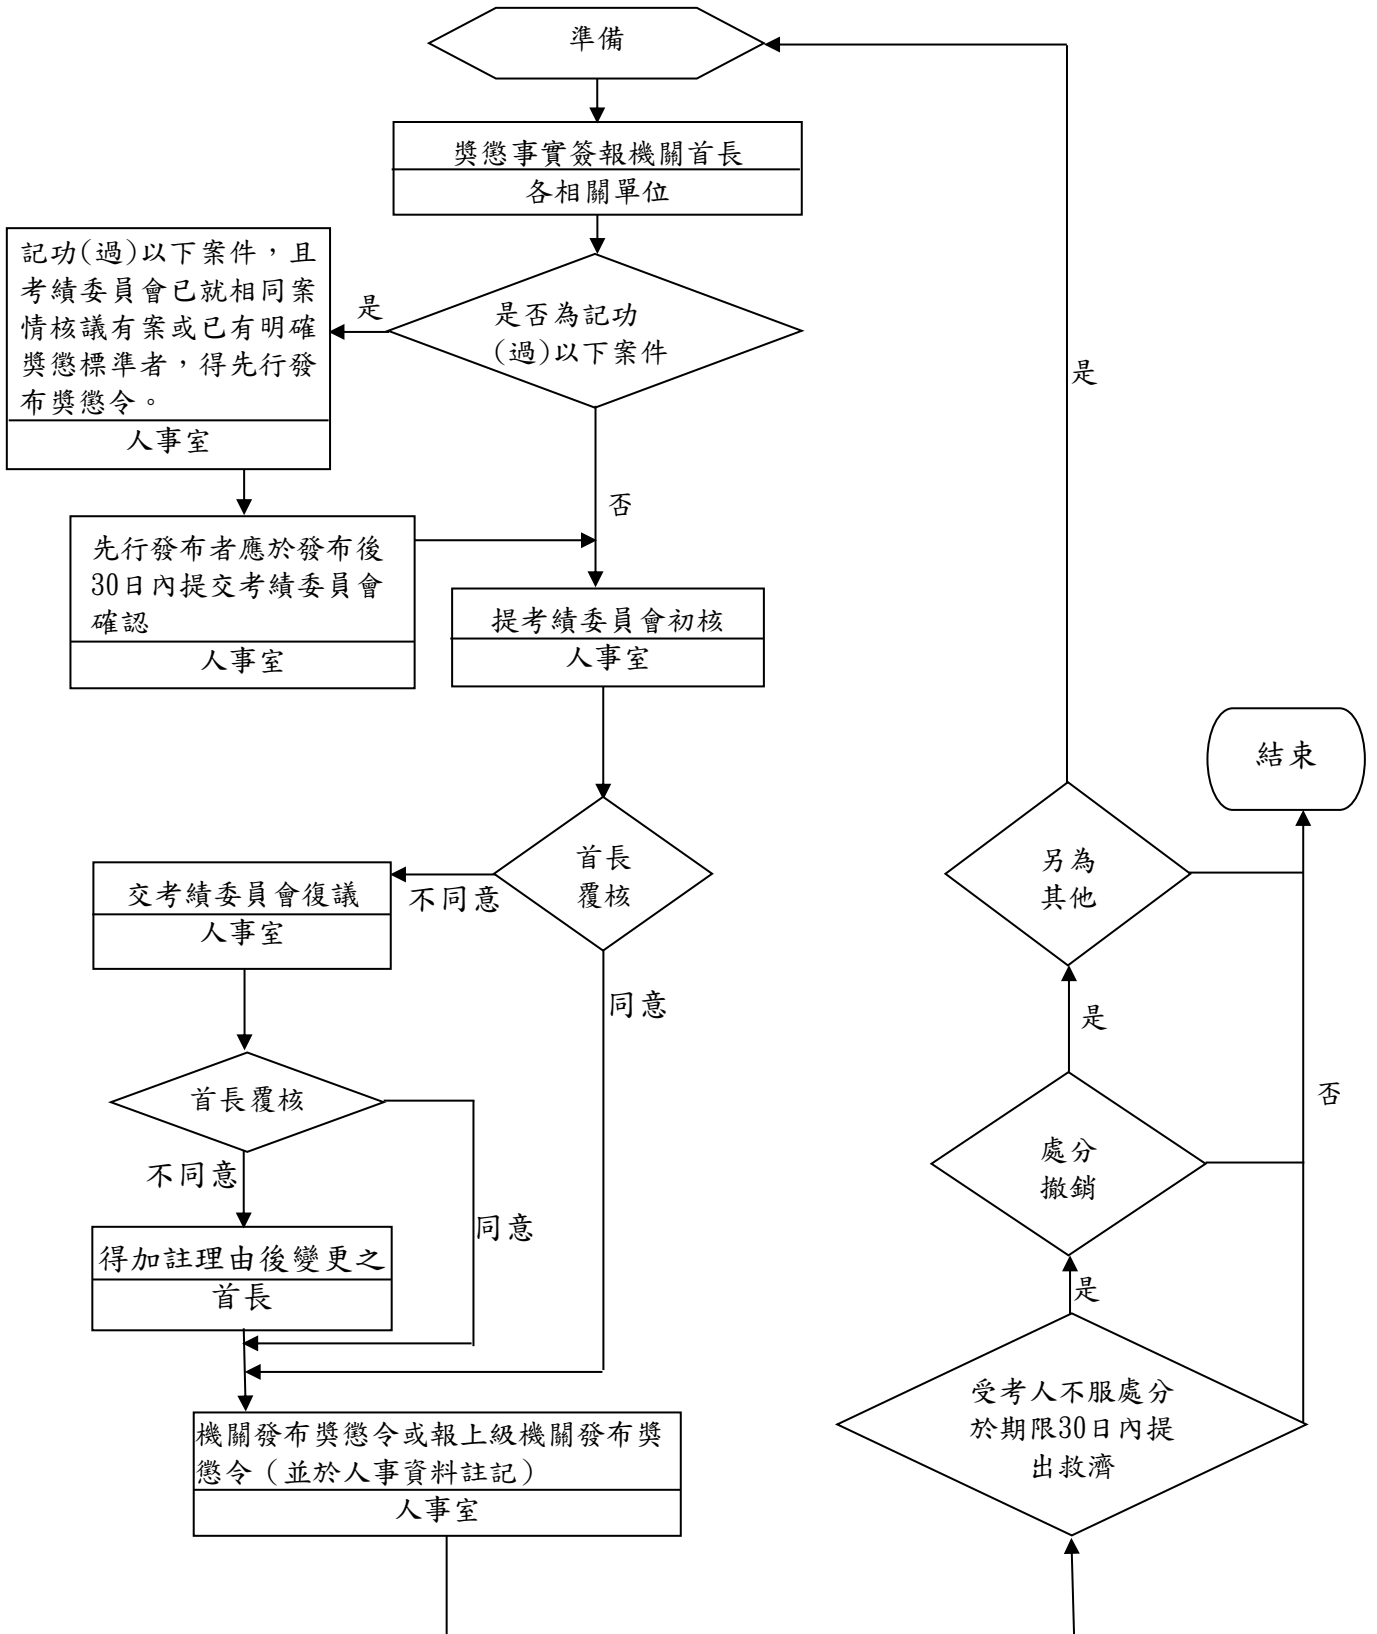 準備
獎懲事實簽報機關首長
各相關單位
是否為記功
(過)以下案件
是
記功(過)以下案件，且
考績委員會已就相同案
情核議有案或已有明確
獎懲標準者，得先行發
布獎懲令。
人事室
否
先行發布者應於發布後
30日內提交考績委員會
確認
人事室
提考績委員會初核
人事室
首長
覆核
不同意
交考績委員會復議
人事室
同意
首長覆核
不同意
同意
得加註理由後變更之
首長
機關發布獎懲令或報上級機關發布獎
懲令（並於人事資料註記）
人事室
受考人不服處分
於期限30日內提
出救濟
是
處分
撤銷
是
否
另為
其他
是
結束